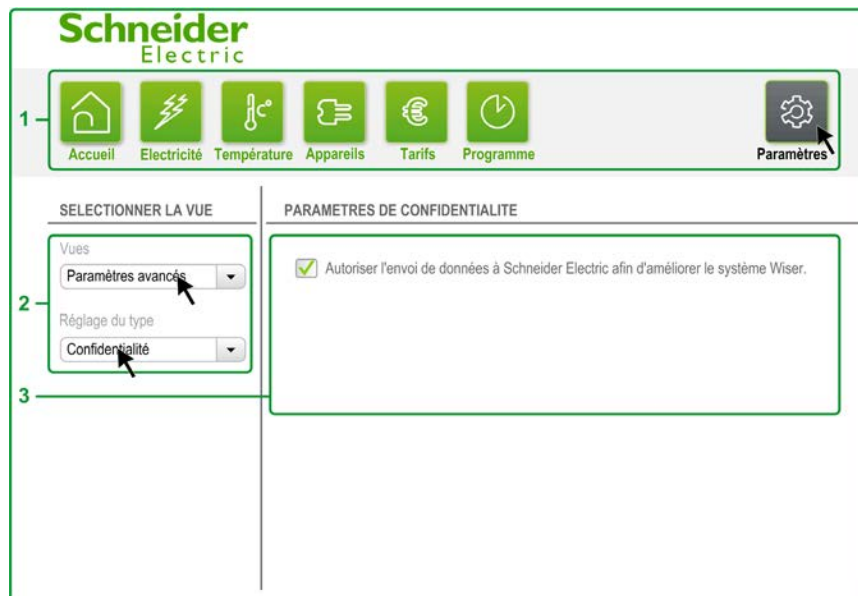 Schneider
Electric
1
Accueil
Electricité
Température
Appareils
Tarifs
Programme
Paramètres
SELECTIONNER LA VUE
PARAMETRES DE CONFIDENTIALITE
Vues
Paramètres avancés
2
Réglage du type
Confidentialité
Autoriser l'envoi de données à Schneider Electric afin d'améliorer le système Wiser.
3